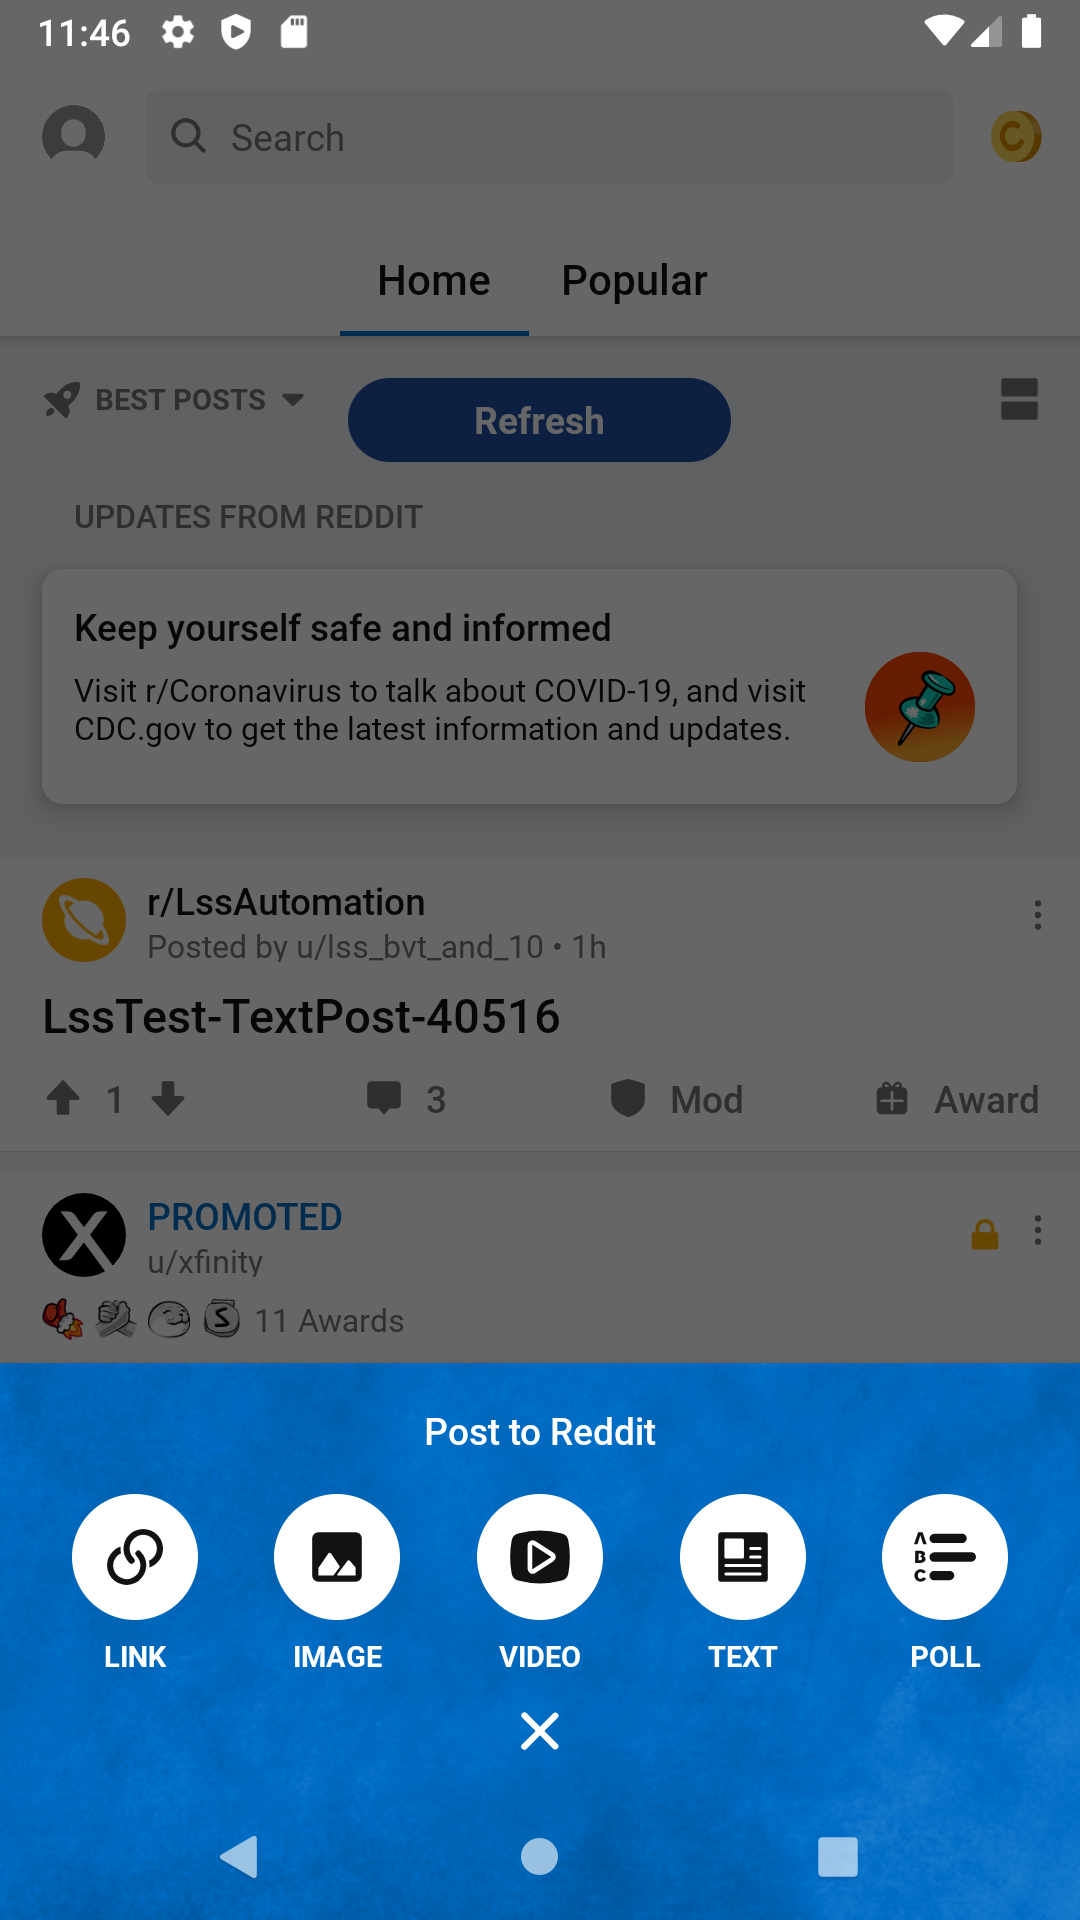 11:46
Search
Home Popular
BEST POSTS
Refresh
UPDATES FROM REDDIT
Keep yourself safe and informed
Visit r/Coronavirus to talk about COVID-19, and visit
CDC.gov to get the latest information and updates.
r/LssAutomation
Posted by u/lss_bvt_and_10 • 1h
LssTest-TextPost-40516
1 3 Mod Award
PROMOTED
u/xfinity
11 Awards
Post to Reddit
A
B
C
LINK IMAGE VIDEO TEXT POLL